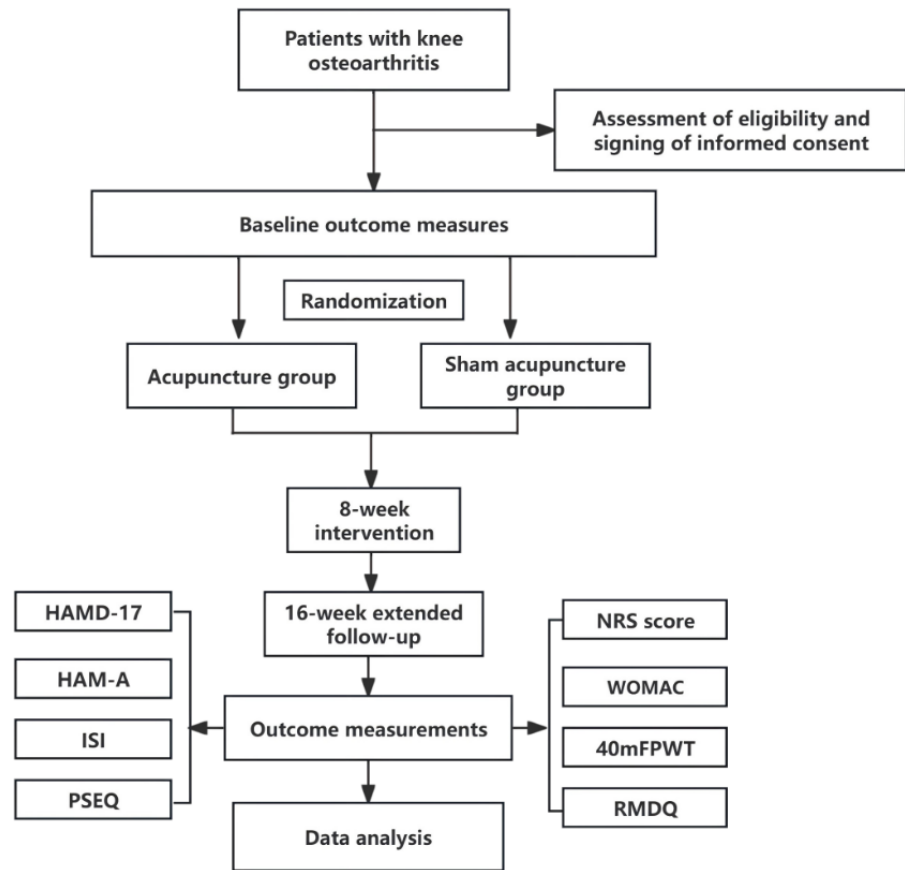 Patients with knee
osteoarthritis
Assessment of eligibility and
signing of informed consent
Baseline outcome measures
Randomization
Acupuncture group
Sham acupuncture
group
8-week
intervention
16-week extended
follow-up
HAMD-17
HAM-A
ISI
PSEQ
Outcome measurements
NRS score
WOMAC
40mFPWT
RMDQ
Data analysis